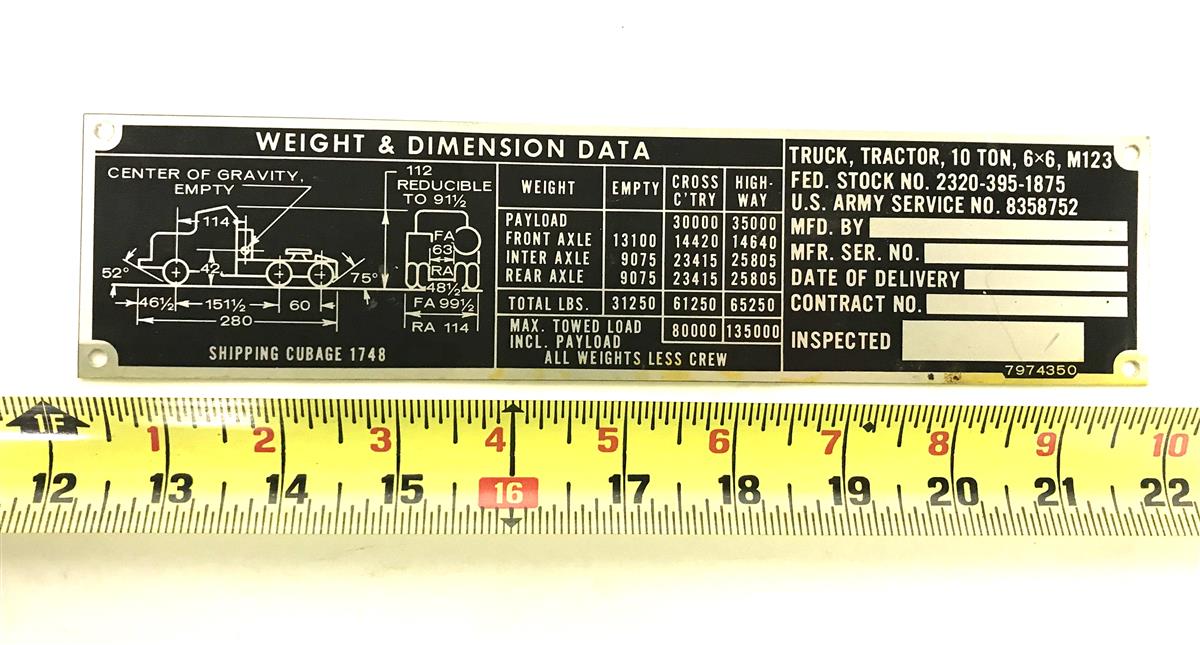 WEIGHT & DIMENSION DATA
CENTER OF GRAVITY,
EMPTY
112
REDUCIBLE
TO 91½
114
FA
63
42
RA
52°
75°
48½
46½ 151½ 60
FA 99½
280
RA 114
SHIPPING CUBAGE 1748
WEIGHT EMPTY CROSS C'TRY HIGH-WAY
PAYLOAD 30000 35000
FRONT AXLE 13100 14420 14640
INTER AXLE 9075 23415 25805
REAR AXLE 9075 23415 25805
TOTAL LBS. 31250 61250 65250
MAX. TOWED LOAD
INCL. PAYLOAD 80000 135000
ALL WEIGHTS LESS CREW
TRUCK, TRACTOR, 10 TON, 6×6, M123
FED. STOCK NO. 2320-395-1875
U.S. ARMY SERVICE NO. 8358752
MFD. BY
MFR. SER. NO.
DATE OF DELIVERY
CONTRACT NO.
INSPECTED
7974350
1F 1 2 3 4 5 6 7 8 9 10
12 13 14 15 16 17 18 19 20 21 22